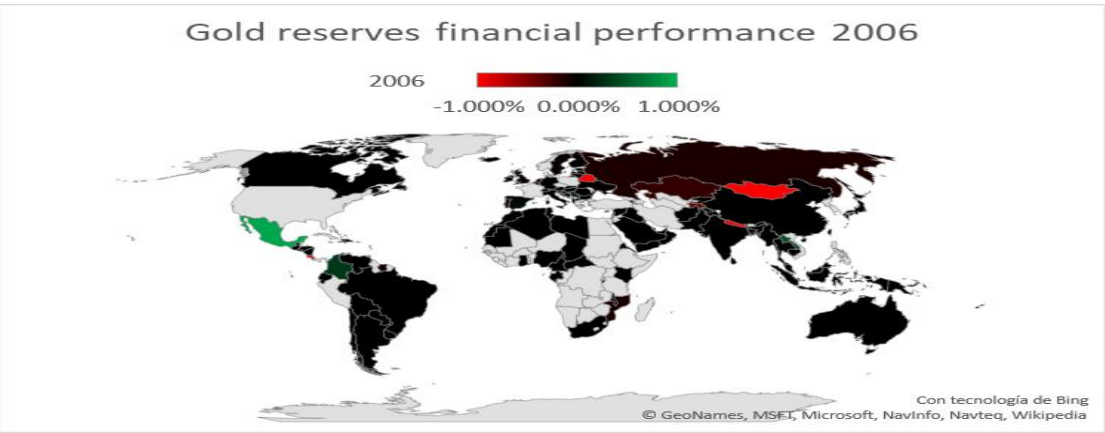 Gold reserves financial performance 2006
2006
-1.000% 0.000% 1.000%
Con tecnología de Bing
© GeoNames, MSFT, Microsoft, NavInfo, Navteq, Wikipedia